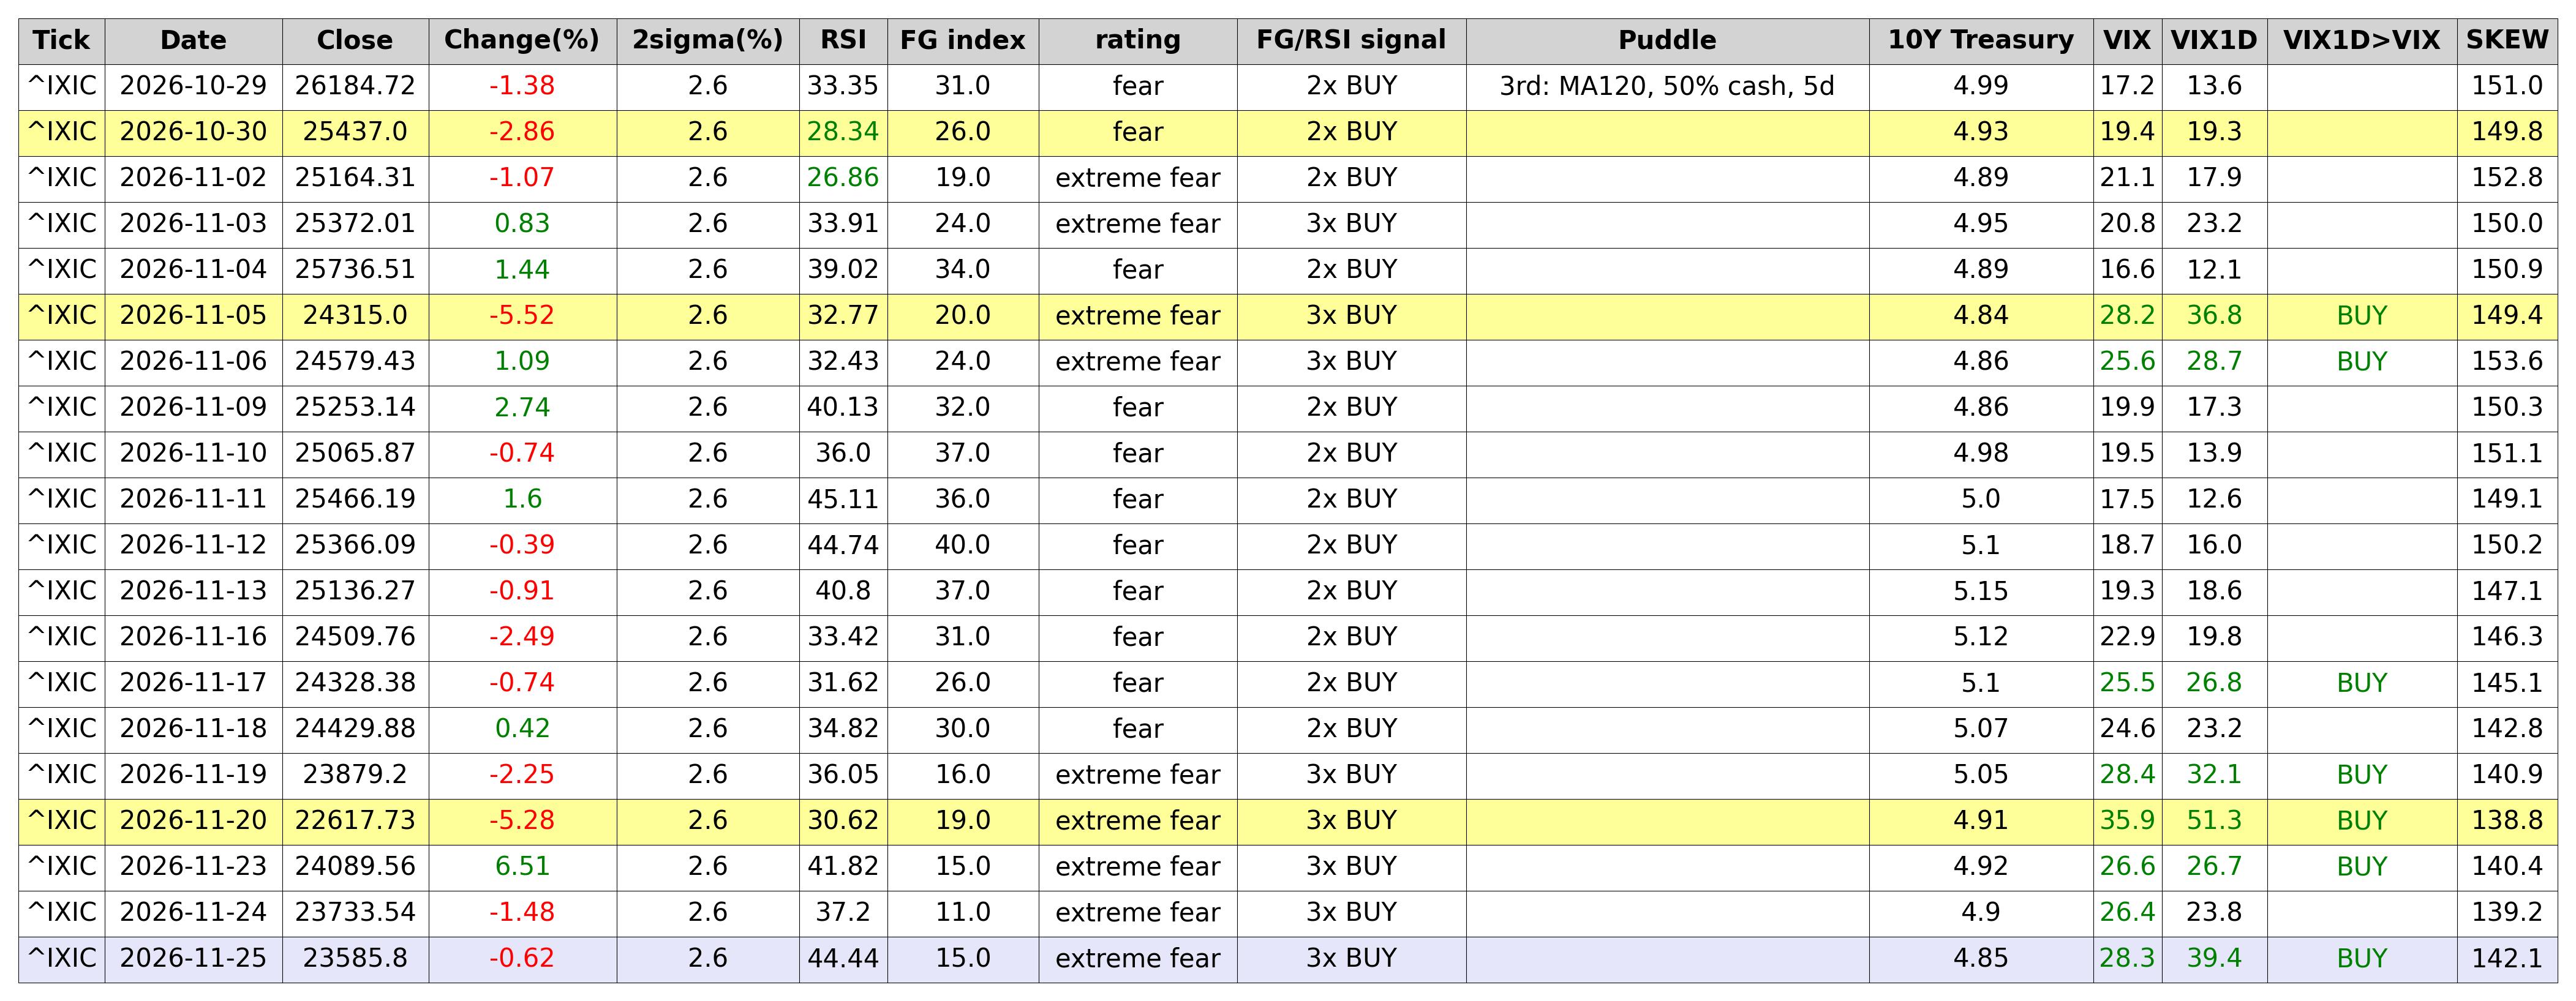 Tick Date Close Change(%) 2sigma(%) RSI FG index rating FG/RSI signal Puddle 10Y Treasury VIX VIX1D VIX1D>VIX SKEW
^IXIC 2026-10-29 26184.72 -1.38 2.6 33.35 31.0 fear 2x BUY 3rd: MA120, 50% cash, 5d 4.99 17.2 13.6 151.0
^IXIC 2026-10-30 25437.0 -2.86 2.6 28.34 26.0 fear 2x BUY 4.93 19.4 19.3 149.8
^IXIC 2026-11-02 25164.31 -1.07 2.6 26.86 19.0 extreme fear 2x BUY 4.89 21.1 17.9 152.8
^IXIC 2026-11-03 25372.01 0.83 2.6 33.91 24.0 extreme fear 3x BUY 4.95 20.8 23.2 150.0
^IXIC 2026-11-04 25736.51 1.44 2.6 39.02 34.0 fear 2x BUY 4.89 16.6 12.1 150.9
^IXIC 2026-11-05 24315.0 -5.52 2.6 32.77 20.0 extreme fear 3x BUY 4.84 28.2 36.8 BUY 149.4
^IXIC 2026-11-06 24579.43 1.09 2.6 32.43 24.0 extreme fear 3x BUY 4.86 25.6 28.7 BUY 153.6
^IXIC 2026-11-09 25253.14 2.74 2.6 40.13 32.0 fear 2x BUY 4.86 19.9 17.3 150.3
^IXIC 2026-11-10 25065.87 -0.74 2.6 36.0 37.0 fear 2x BUY 4.98 19.5 13.9 151.1
^IXIC 2026-11-11 25466.19 1.6 2.6 45.11 36.0 fear 2x BUY 5.0 17.5 12.6 149.1
^IXIC 2026-11-12 25366.09 -0.39 2.6 44.74 40.0 fear 2x BUY 5.1 18.7 16.0 150.2
^IXIC 2026-11-13 25136.27 -0.91 2.6 40.8 37.0 fear 2x BUY 5.15 19.3 18.6 147.1
^IXIC 2026-11-16 24509.76 -2.49 2.6 33.42 31.0 fear 2x BUY 5.12 22.9 19.8 146.3
^IXIC 2026-11-17 24328.38 -0.74 2.6 31.62 26.0 fear 2x BUY 5.1 25.5 26.8 BUY 145.1
^IXIC 2026-11-18 24429.88 0.42 2.6 34.82 30.0 fear 2x BUY 5.07 24.6 23.2 142.8
^IXIC 2026-11-19 23879.2 -2.25 2.6 36.05 16.0 extreme fear 3x BUY 5.05 28.4 32.1 BUY 140.9
^IXIC 2026-11-20 22617.73 -5.28 2.6 30.62 19.0 extreme fear 3x BUY 4.91 35.9 51.3 BUY 138.8
^IXIC 2026-11-23 24089.56 6.51 2.6 41.82 15.0 extreme fear 3x BUY 4.92 26.6 26.7 BUY 140.4
^IXIC 2026-11-24 23733.54 -1.48 2.6 37.2 11.0 extreme fear 3x BUY 4.9 26.4 23.8 139.2
^IXIC 2026-11-25 23585.8 -0.62 2.6 44.44 15.0 extreme fear 3x BUY 4.85 28.3 39.4 BUY 142.1